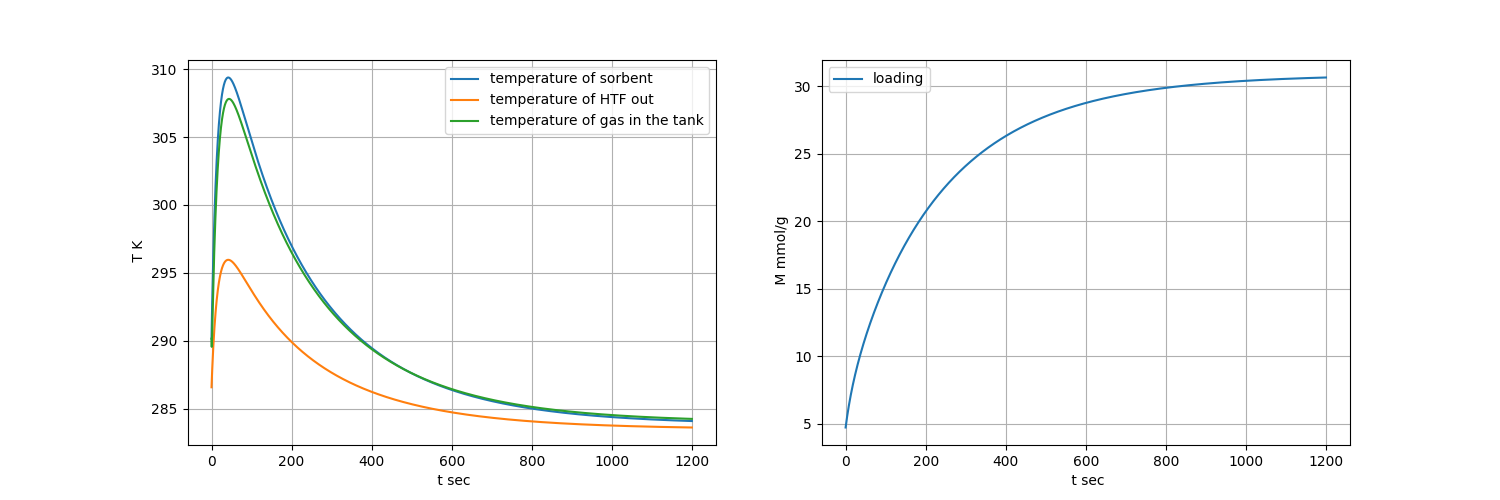 310
305
300
295
290
285
T K
temperature of sorbent
temperature of HTF out
temperature of gas in the tank
0 200 400 600 800 1000 1200
t sec
30
25
20
15
10
5
M mmol/g
loading
0 200 400 600 800 1000 1200
t sec